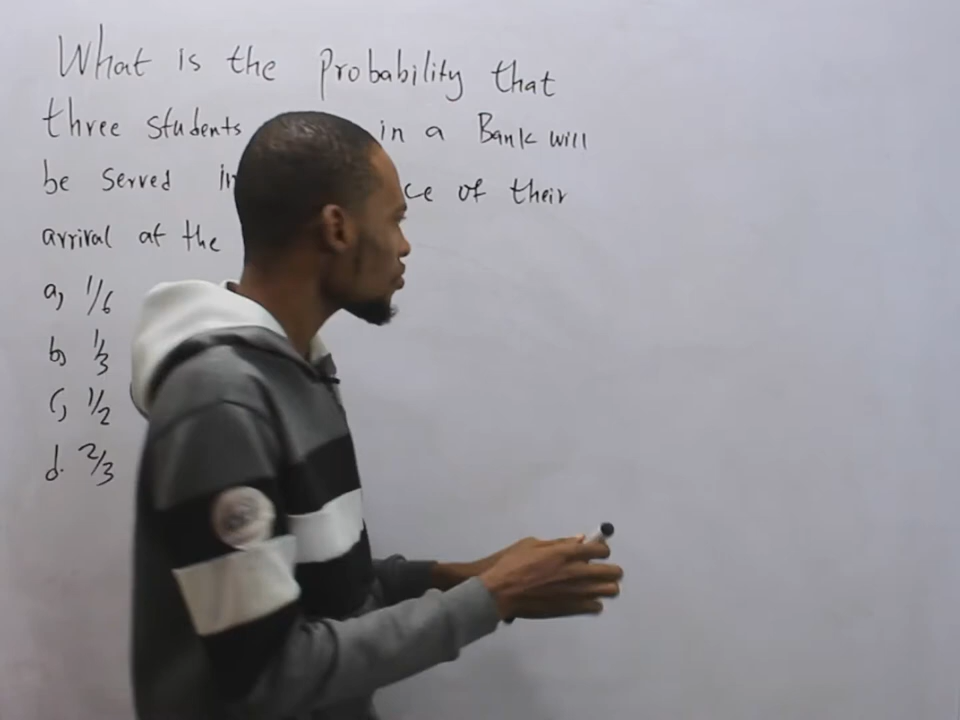 What is the Probability that
three students in a Bank will
be served of their
arrival at the
a, 1/6
b, 1/3
c, 1/2
d. 2/3